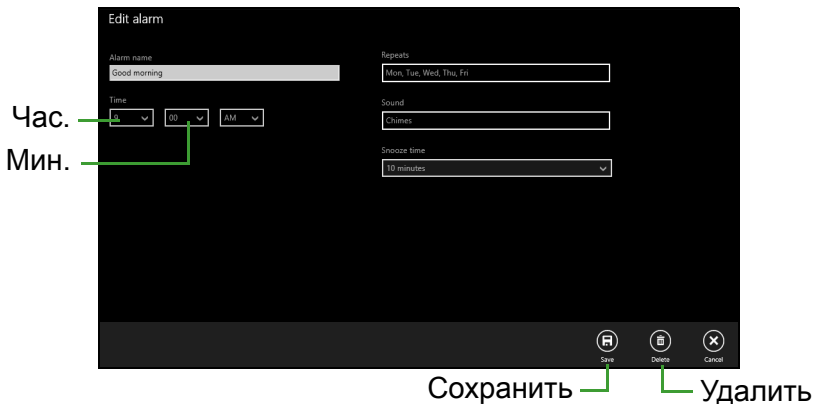 Edit alarm
Alarm name
Good morning
Time
9 00 AM
Repeats
Mon, Tue, Wed, Thu, Fri
Sound
Chimes
Snooze time
10 minutes
Час.
Мин.
Save Delete Cancel
Сохранить Удалить